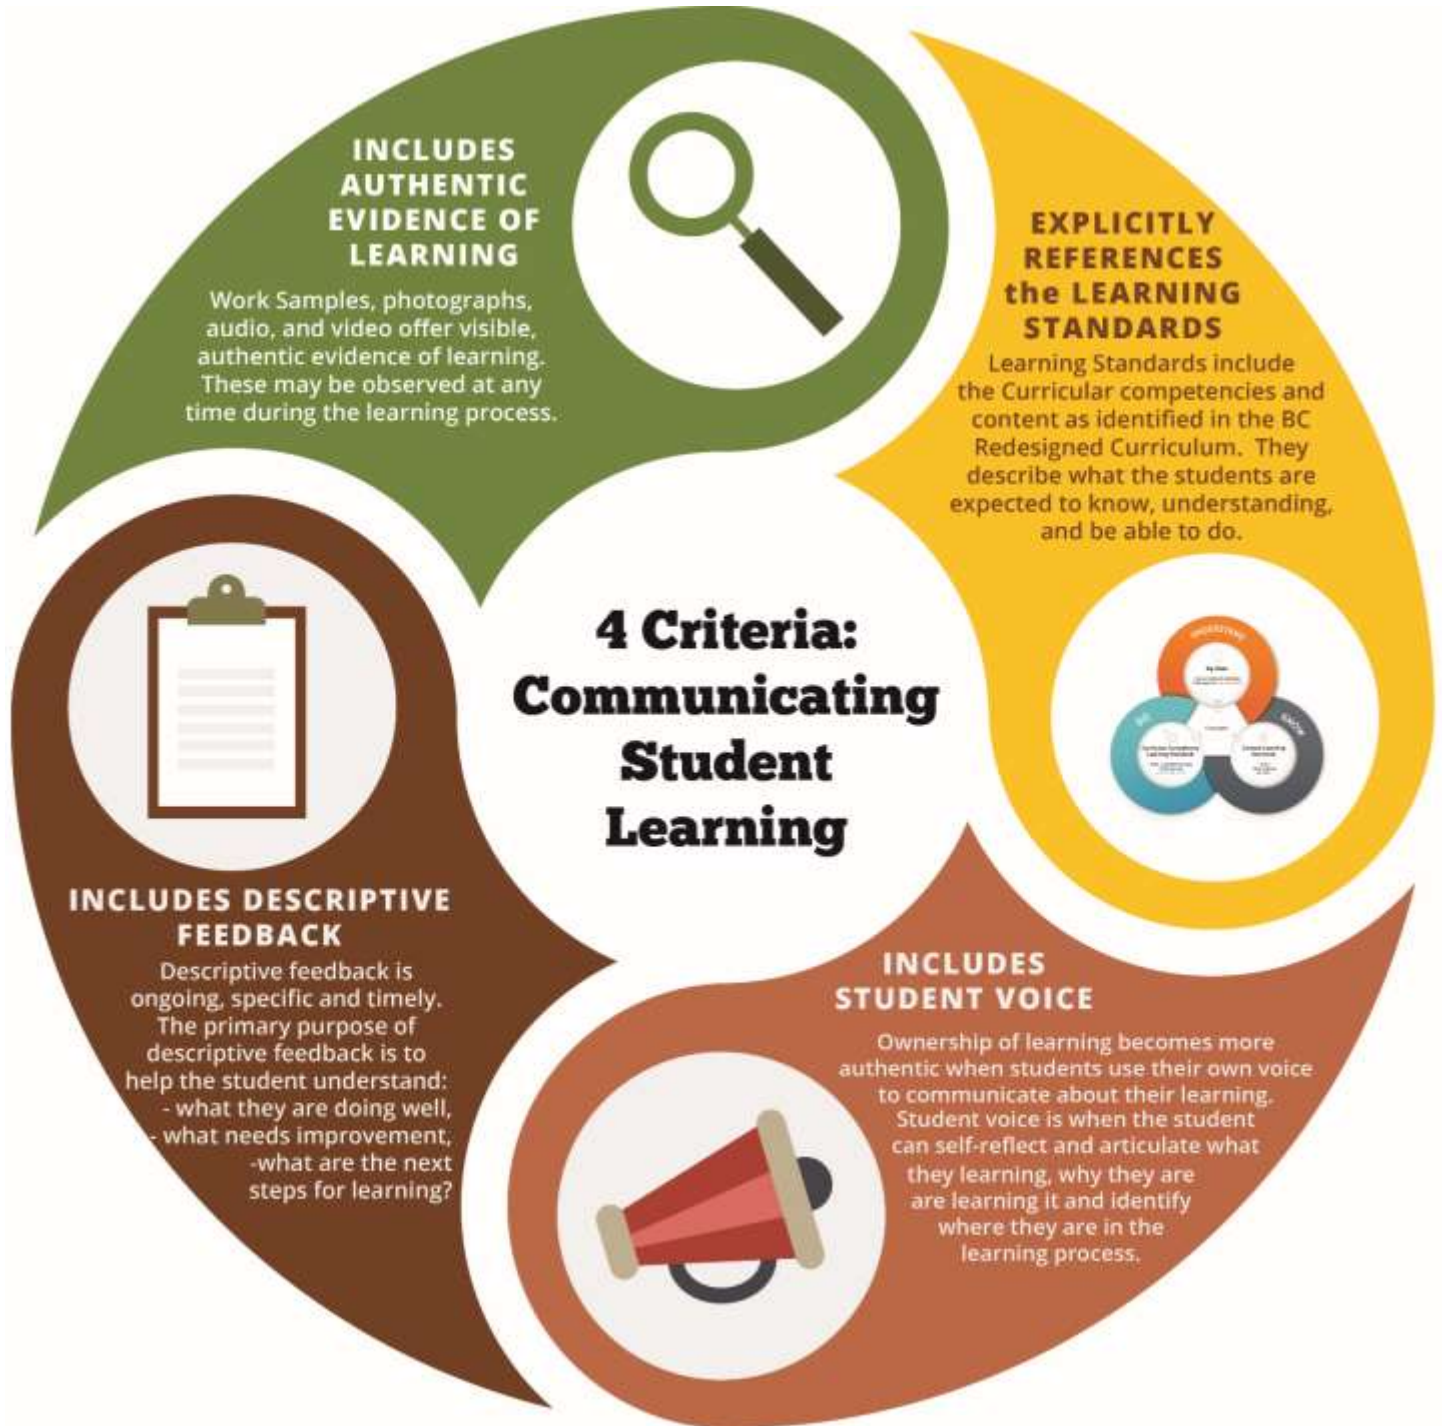 INCLUDES
AUTHENTIC
EVIDENCE OF
LEARNING
Work Samples, photographs,
audio, and video offer visible,
authentic evidence of learning.
These may be observed at any
time during the learning process.
EXPLICITLY
REFERENCES
the LEARNING
STANDARDS
Learning Standards include
the Curricular competencies and
content as identified in the BC
Redesigned Curriculum. They
describe what the students are
expected to know, understanding,
and be able to do.
UNDERSTAND
DO
KNOW
4 Criteria:
Communicating
Student
Learning
INCLUDES DESCRIPTIVE
FEEDBACK
Descriptive feedback is
ongoing, specific and timely.
The primary purpose of
descriptive feedback is to
help the student understand:
- what they are doing well,
- what needs improvement,
-what are the next
steps for learning?
INCLUDES
STUDENT VOICE
Ownership of learning becomes more
authentic when students use their own voice
to communicate about their learning.
Student voice is when the student
can self-reflect and articulate what
they learning, why they are
are learning it and identify
where they are in the
learning process.